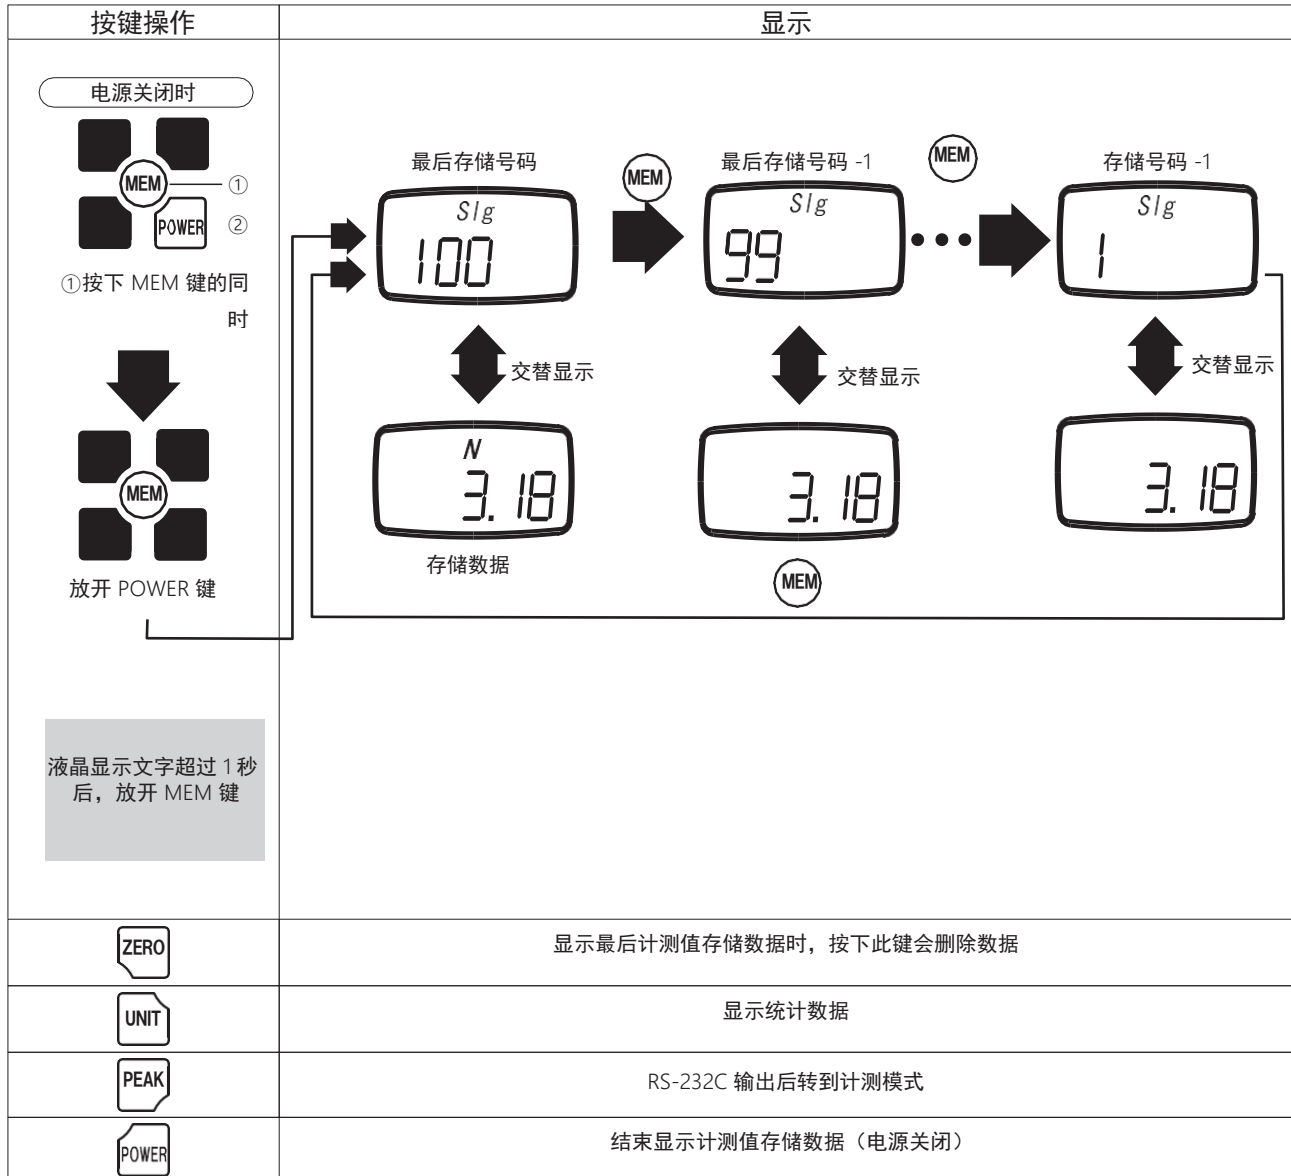 按键操作
显示
电源关闭时
MEM
①
POWER
②
①按下 MEM 键的同
时
MEM
放开 POWER 键
液晶显示文字超过 1 秒
后，放开 MEM 键
最后存储号码
MEM
最后存储号码 -1
MEM
存储号码 -1
Sig
100
Sig
99
Sig
1
交替显示
交替显示
交替显示
N
3.18
3.18
3.18
存储数据
MEM
ZERO
显示最后计测值存储数据时，按下此键会删除数据
UNIT
显示统计数据
PEAK
RS-232C 输出后转到计测模式
POWER
结束显示计测值存储数据（电源关闭）